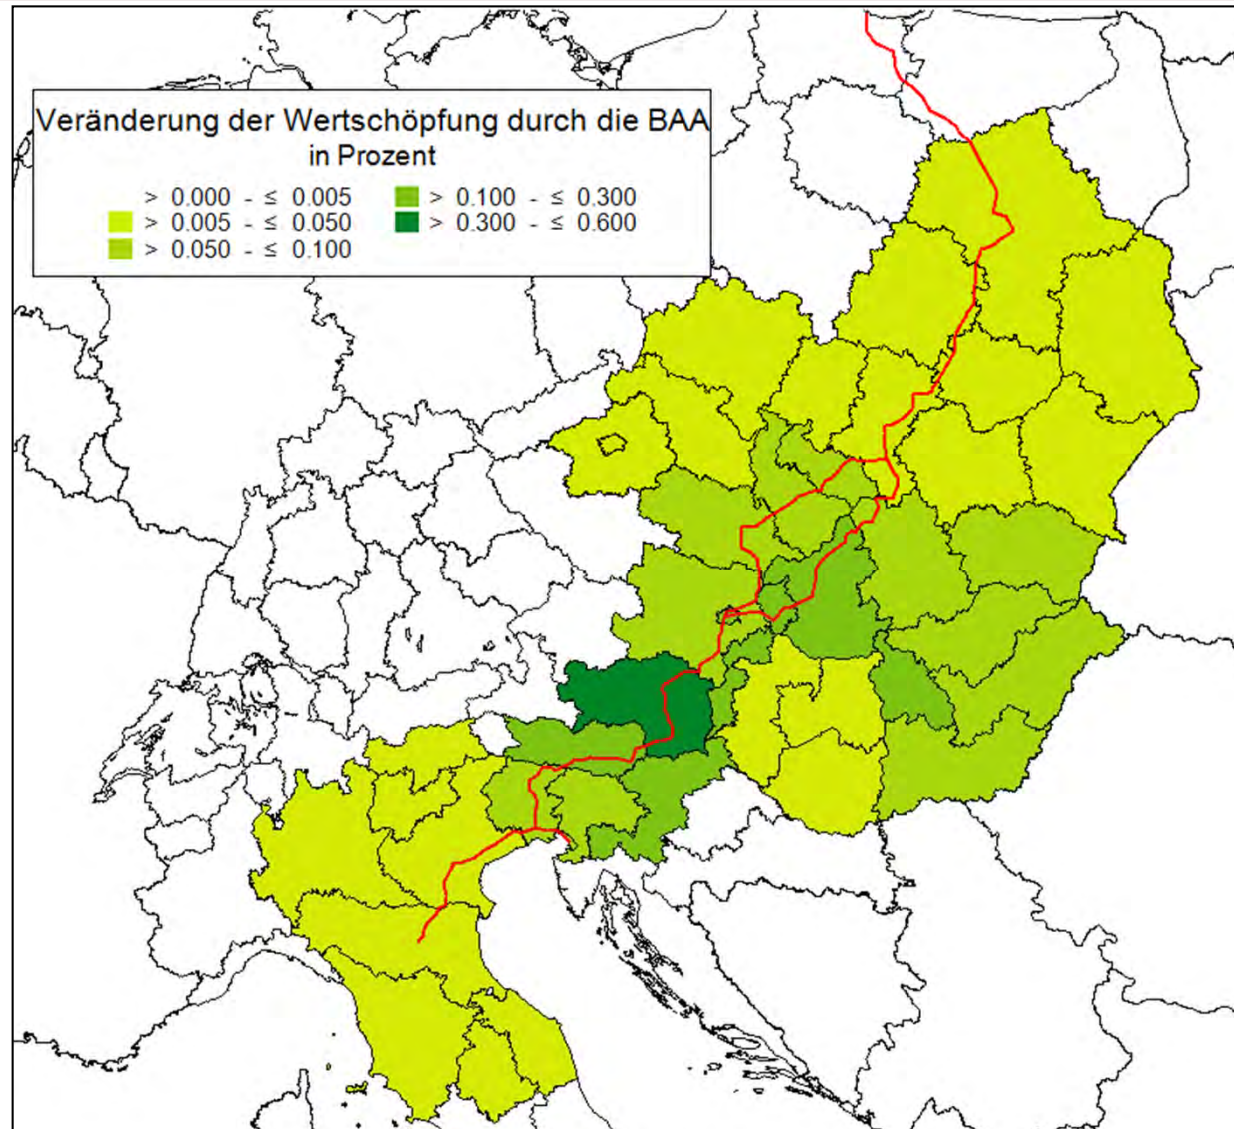 Veränderung der Wertschöpfung durch die BAA
in Prozent
> 0.000 - ≤ 0.005
> 0.005 - ≤ 0.050
> 0.050 - ≤ 0.100
> 0.100 - ≤ 0.300
> 0.300 - ≤ 0.600